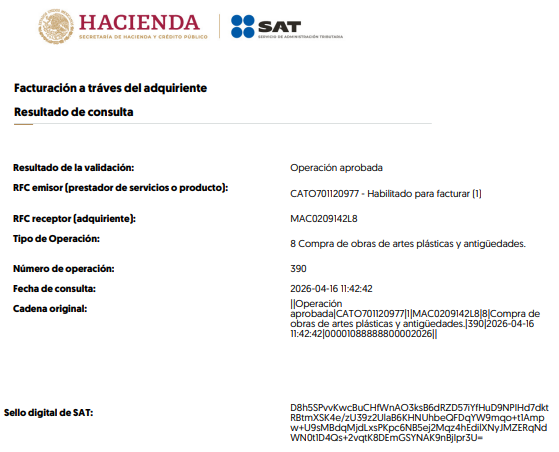 HACIENDA
SECRETARÍA DE HACIENDA Y CRÉDITO PÚBLICO
SAT
SERVICIO DE ADMINISTRACIÓN TRIBUTARIA
Facturación a tráves del adquiriente
Resultado de consulta
Resultado de la validación: Operación aprobada
RFC emisor (prestador de servicios o producto): CATO701120977 - Habilitado para facturar (1)
RFC receptor (adquiriente): MAC0209142L8
Tipo de Operación: 8 Compra de obras de artes plásticas y antigüedades.
Número de operación: 390
Fecha de consulta: 2026-04-16 11:42:42
Cadena original: ||Operación
aprobada|CATO701120977|1|MAC0209142L8|8|Compra de
obras de artes plásticas y antigüedades.|390|2026-04-16
11:42:42|00001088888800002026||
Sello digital de SAT: D8h5SPvvKwcBuCHfWnAO3ksB6dRZD57iYfHuD9NPIHd7dkt
RBtmXSK4e/zU39z2UIaB6KHNUhbeQFDqYW9mqo+t1Amp
w+U9sMBdqMjdLxsPKpc6NB5ej2Mqz4hEdilXNyJMZERqNd
WN0t1D4Qs+2vqtK8DEmGSYNAK9nBjlpr3U=